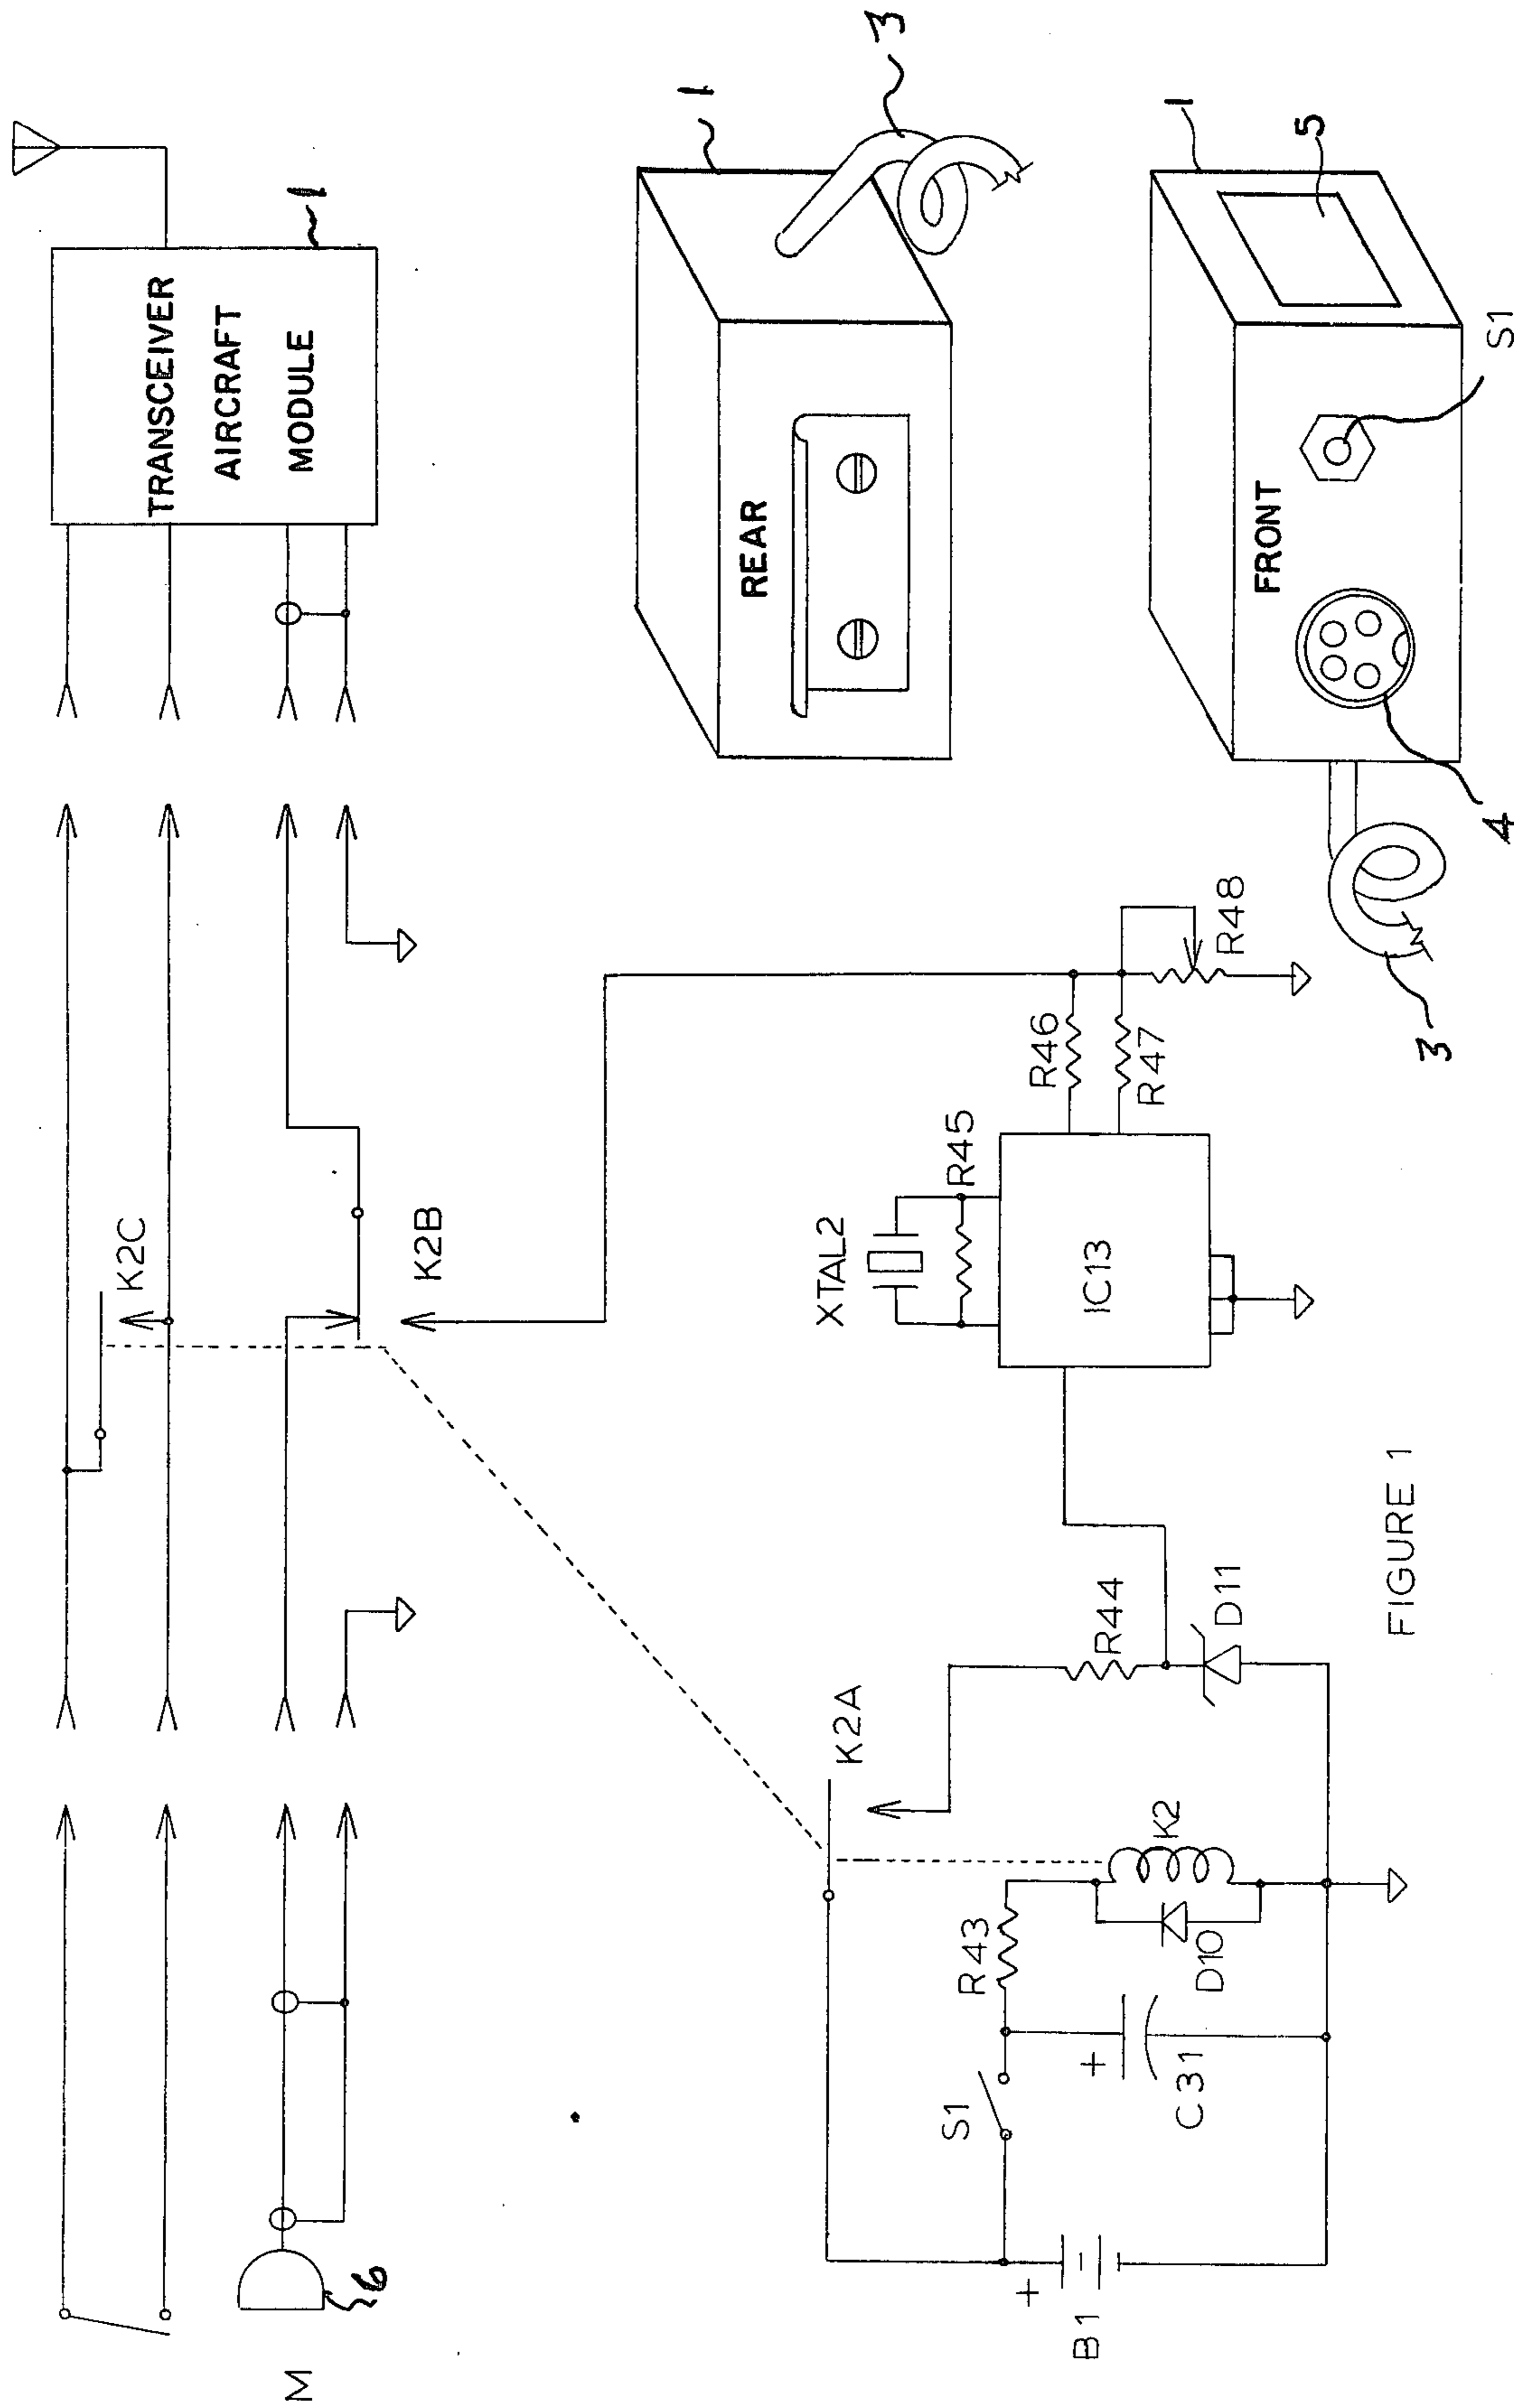 TRANSCEIVER
AIRCRAFT
MODULE
1
K2C
K2B
M
6
REAR
1
3
K2A
S1
R43
K2
D10
C31
B1
+
+
R44
D11
XTAL2
R45
IC13
R46
R47
R48
FRONT
1
5
S1
4
3
FIGURE 1